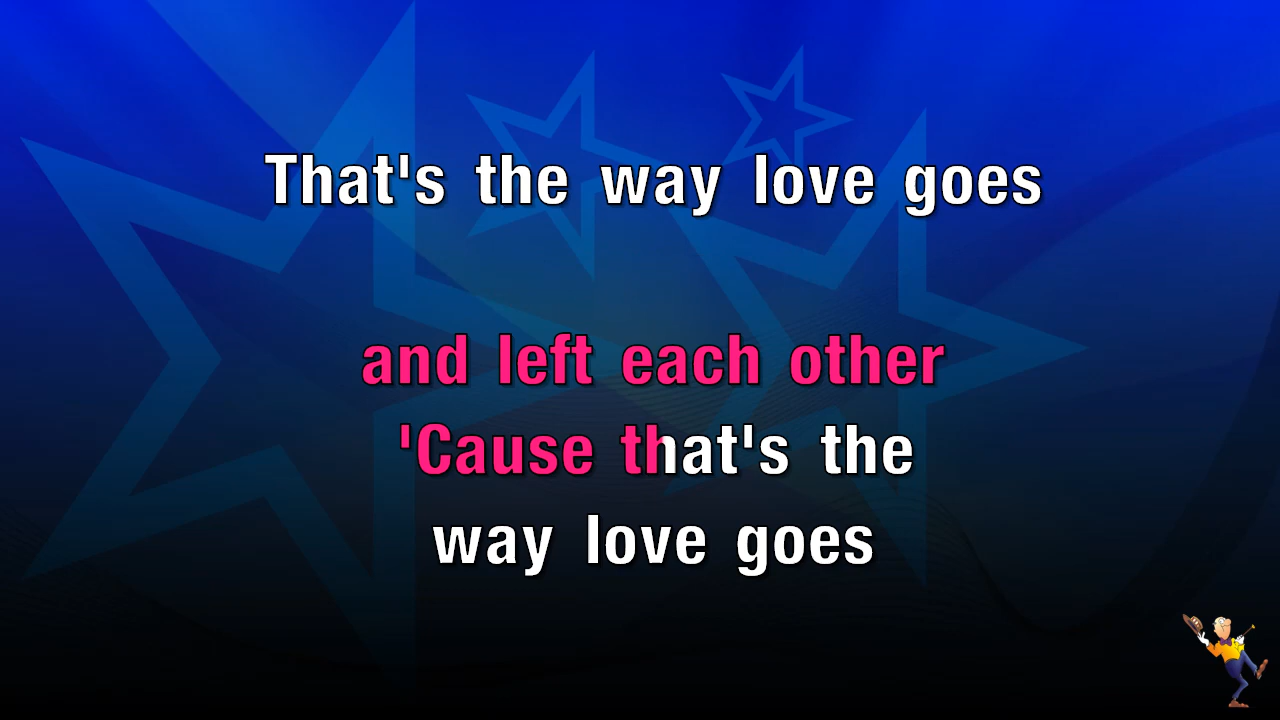 That's the way love goes
and left each other
'Cause that's the
way love goes